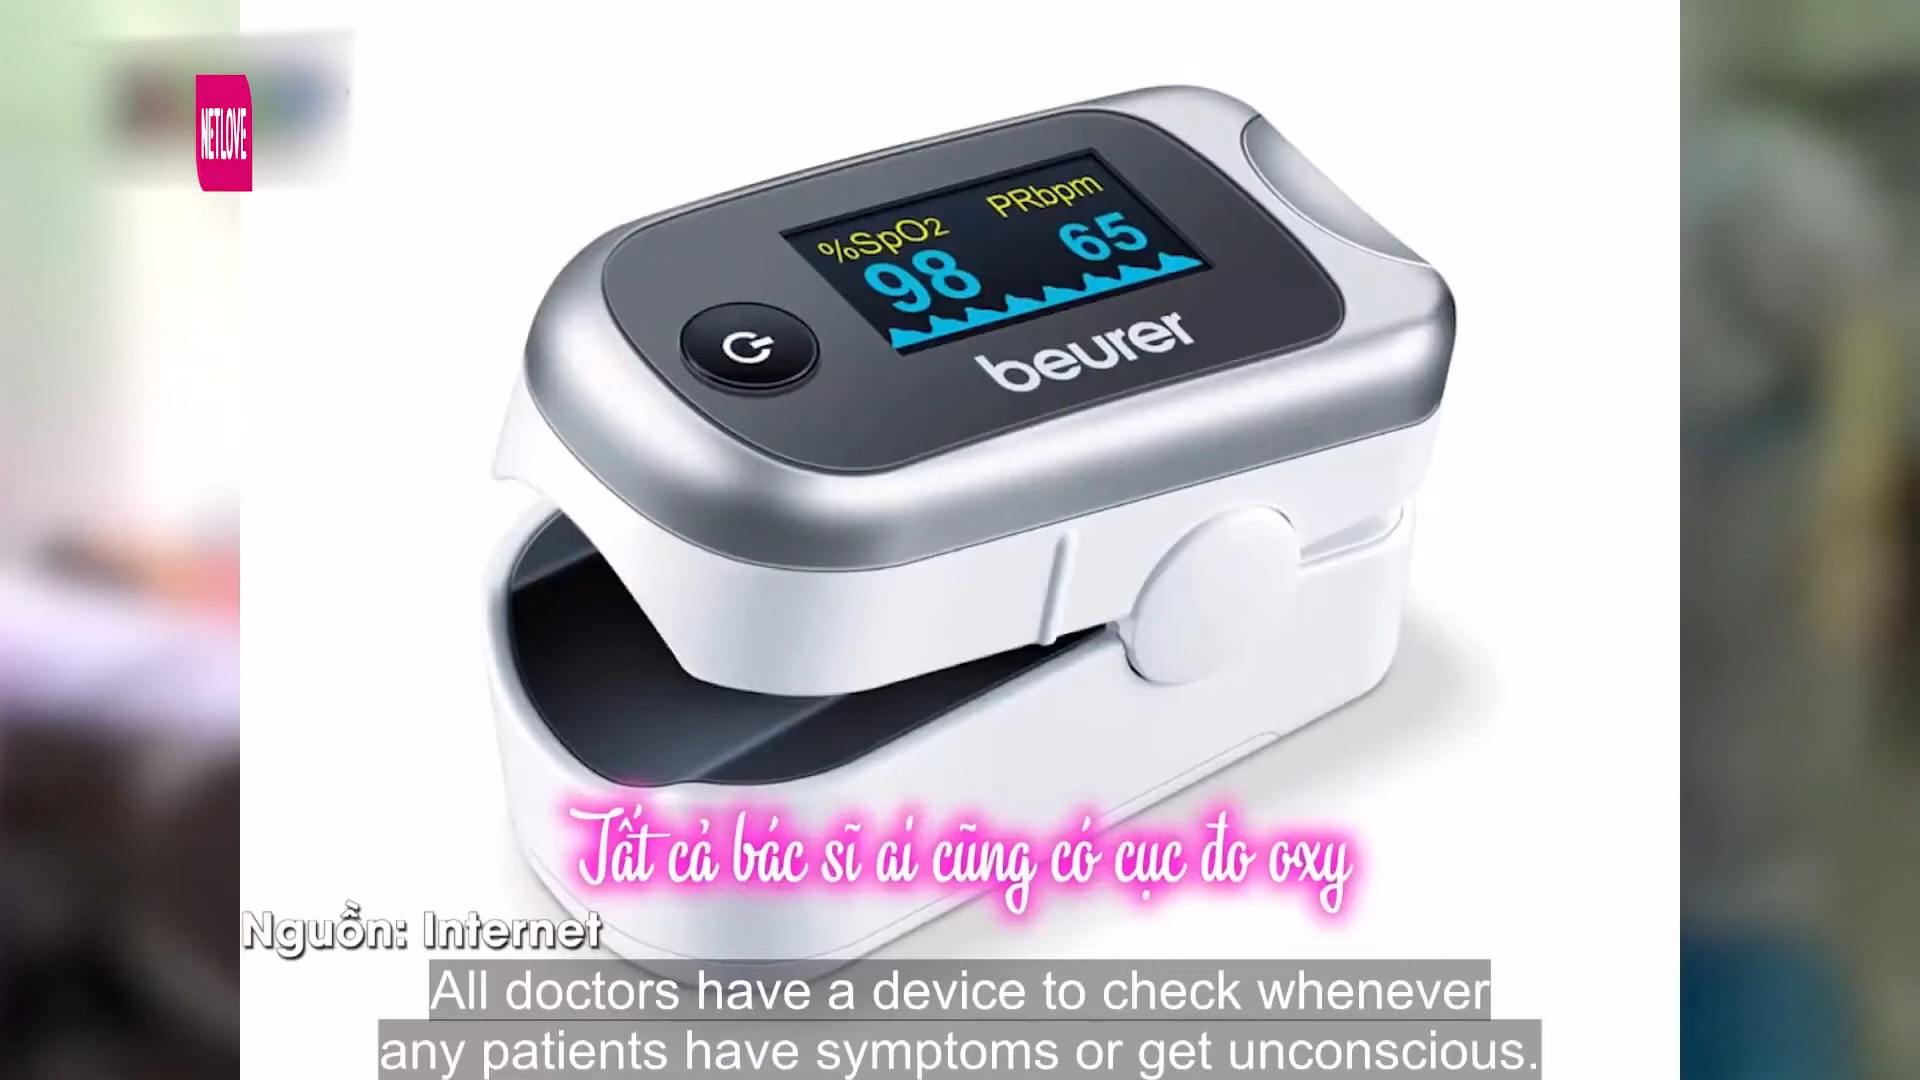 NETLOVE
%SpO2
PRbpm
98
65
beurer
Tất cả bác sĩ ai cũng có cục đo oxy
Nguồn: Internet
All doctors have a device to check whenever
any patients have symptoms or get unconscious.